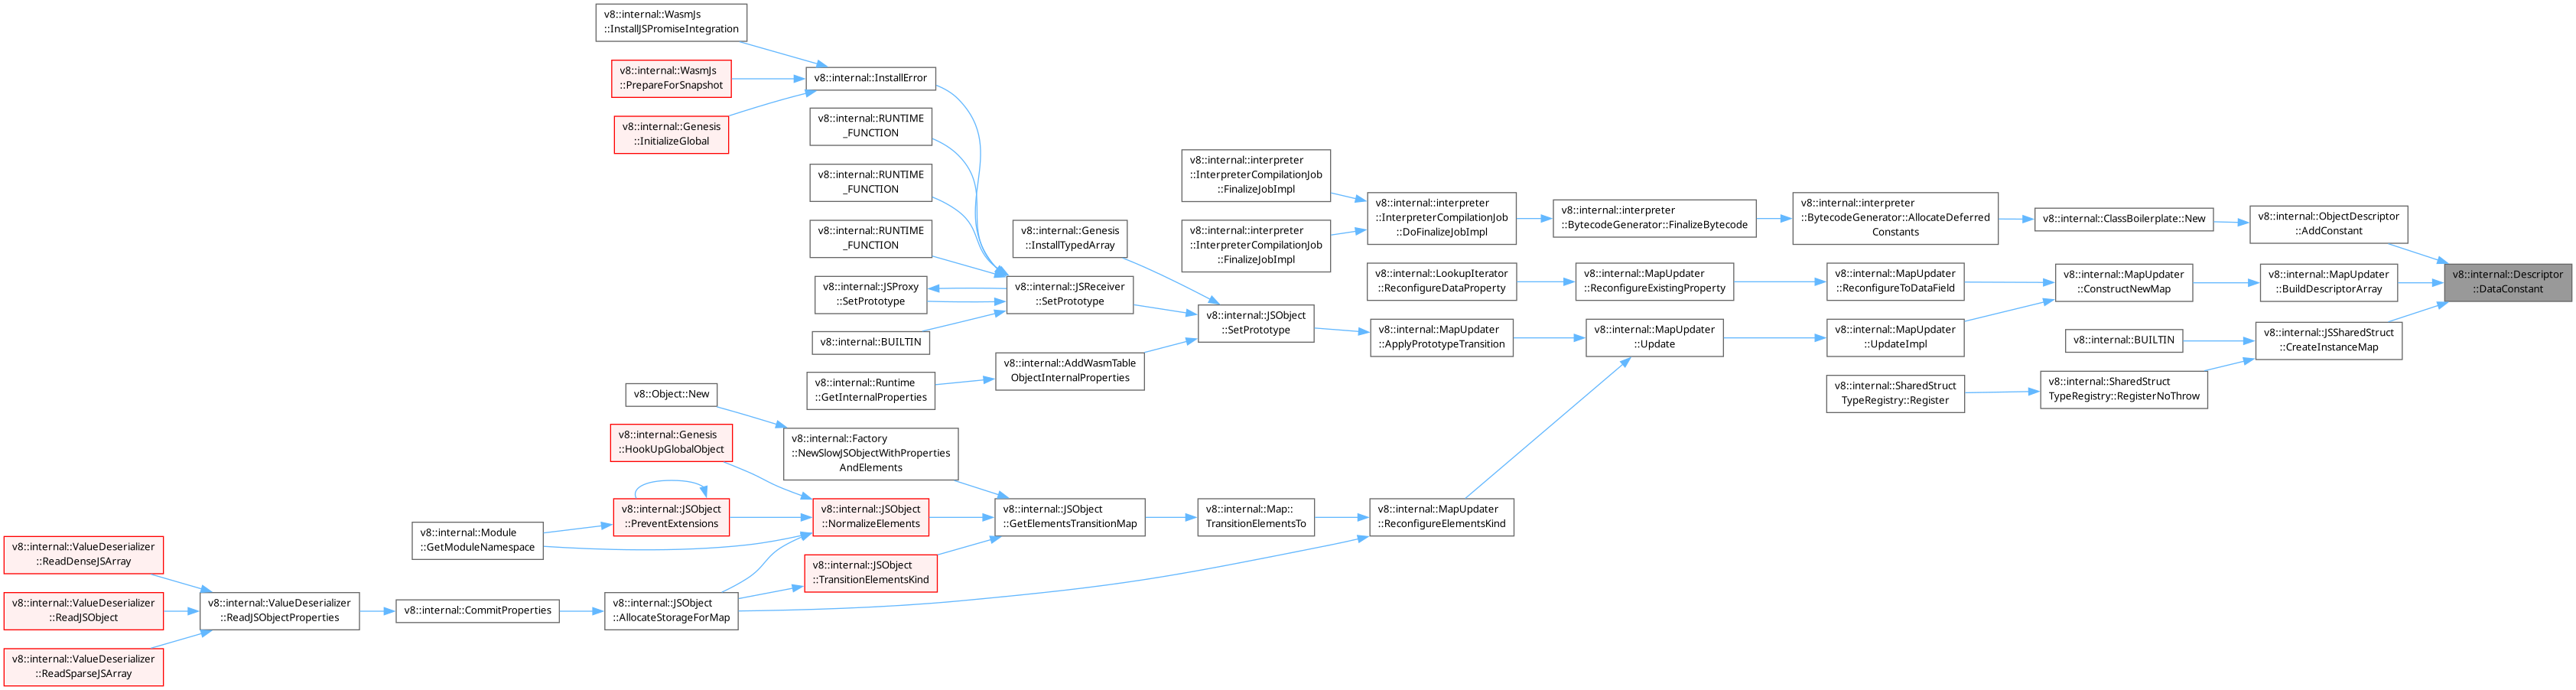 v8::internal::WasmJs
::InstallJSPromiseIntegration
v8::internal::WasmJs
::PrepareForSnapshot
v8::internal::InstallError
v8::internal::Genesis
::InitializeGlobal
v8::internal::RUNTIME
_FUNCTION
v8::internal::RUNTIME
_FUNCTION
v8::internal::RUNTIME
_FUNCTION
v8::internal::JSProxy
::SetPrototype
v8::internal::BUILTIN
v8::internal::Runtime
::GetInternalProperties
v8::internal::Genesis
::InstallTypedArray
v8::internal::JSReceiver
::SetPrototype
v8::internal::AddWasmTable
ObjectInternalProperties
v8::internal::interpreter
::InterpreterCompilationJob
::FinalizeJobImpl
v8::internal::interpreter
::InterpreterCompilationJob
::FinalizeJobImpl
v8::internal::JSObject
::SetPrototype
v8::internal::interpreter
::InterpreterCompilationJob
::DoFinalizeJobImpl
v8::internal::LookupIterator
::ReconfigureDataProperty
v8::internal::MapUpdater
::ApplyPrototypeTransition
v8::internal::interpreter
::BytecodeGenerator::FinalizeBytecode
v8::internal::MapUpdater
::ReconfigureExistingProperty
v8::internal::MapUpdater
::Update
v8::internal::interpreter
::BytecodeGenerator::AllocateDeferred
Constants
v8::internal::MapUpdater
::ReconfigureToDataField
v8::internal::MapUpdater
::UpdateImpl
v8::internal::SharedStruct
TypeRegistry::Register
v8::internal::ClassBoilerplate::New
v8::internal::MapUpdater
::ConstructNewMap
v8::internal::BUILTIN
v8::internal::SharedStruct
TypeRegistry::RegisterNoThrow
v8::internal::ObjectDescriptor
::AddConstant
v8::internal::MapUpdater
::BuildDescriptorArray
v8::internal::JSSharedStruct
::CreateInstanceMap
v8::internal::Descriptor
::DataConstant
v8::Object::New
v8::internal::Genesis
::HookUpGlobalObject
v8::internal::Factory
::NewSlowJSObjectWithProperties
AndElements
v8::internal::JSObject
::PreventExtensions
v8::internal::JSObject
::NormalizeElements
v8::internal::JSObject
::GetElementsTransitionMap
v8::internal::Map::
TransitionElementsTo
v8::internal::MapUpdater
::ReconfigureElementsKind
v8::internal::Module
::GetModuleNamespace
v8::internal::JSObject
::TransitionElementsKind
v8::internal::ValueDeserializer
::ReadDenseJSArray
v8::internal::ValueDeserializer
::ReadJSObject
v8::internal::ValueDeserializer
::ReadSparseJSArray
v8::internal::ValueDeserializer
::ReadJSObjectProperties
v8::internal::CommitProperties
v8::internal::JSObject
::AllocateStorageForMap